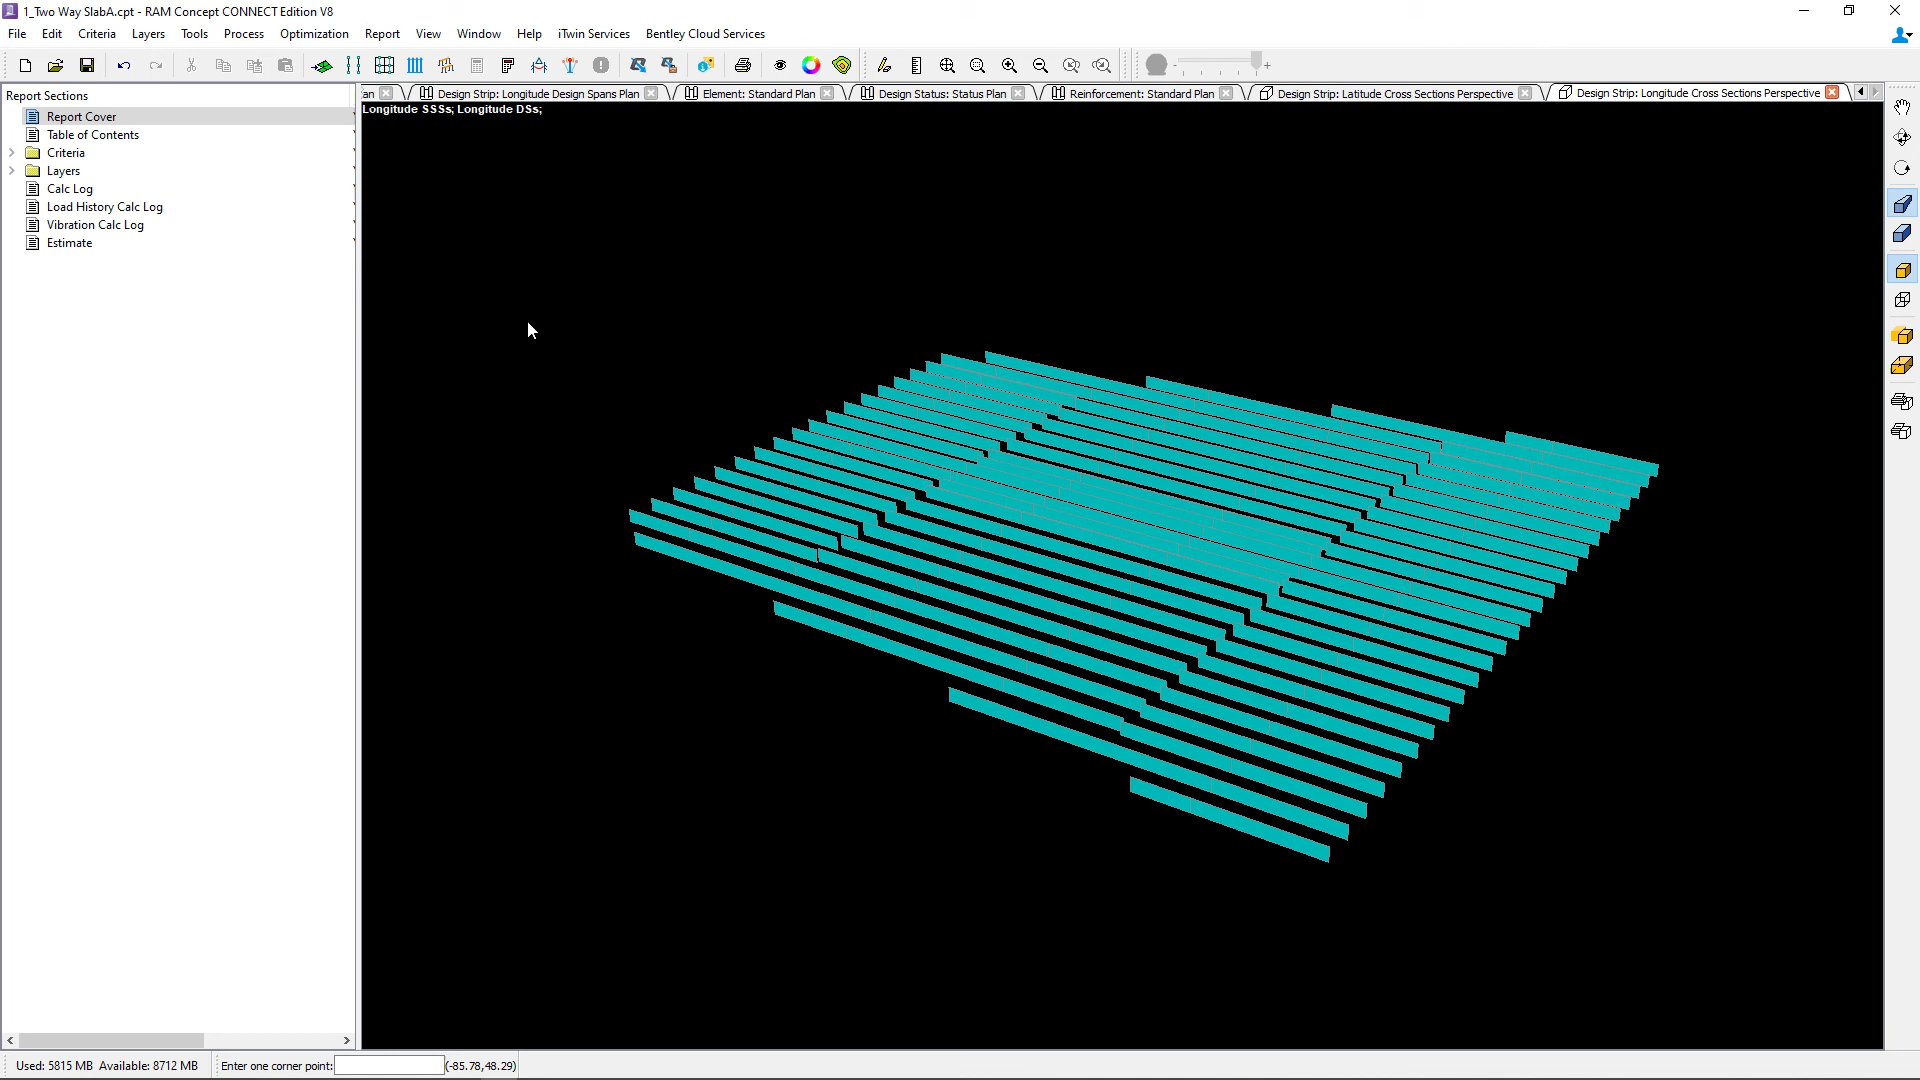 1_Two Way SlabA.cpt - RAM Concept CONNECT Edition V8
File Edit Criteria Layers Tools Process Optimization Report View Window Help iTwin Services Bentley Cloud Services
- +
Report Sections
an Design Strip: Longitude Design Spans Plan Element: Standard Plan Design Status: Status Plan Reinforcement: Standard Plan Design Strip: Latitude Cross Sections Perspective Design Strip: Longitude Cross Sections Perspective
Longitude SSSs; Longitude DSs;
Report Cover
Table of Contents
Criteria
Layers
Calc Log
Load History Calc Log
Vibration Calc Log
Estimate
Used: 5815 MB Available: 8712 MB Enter one corner point: (-85.78,48.29)